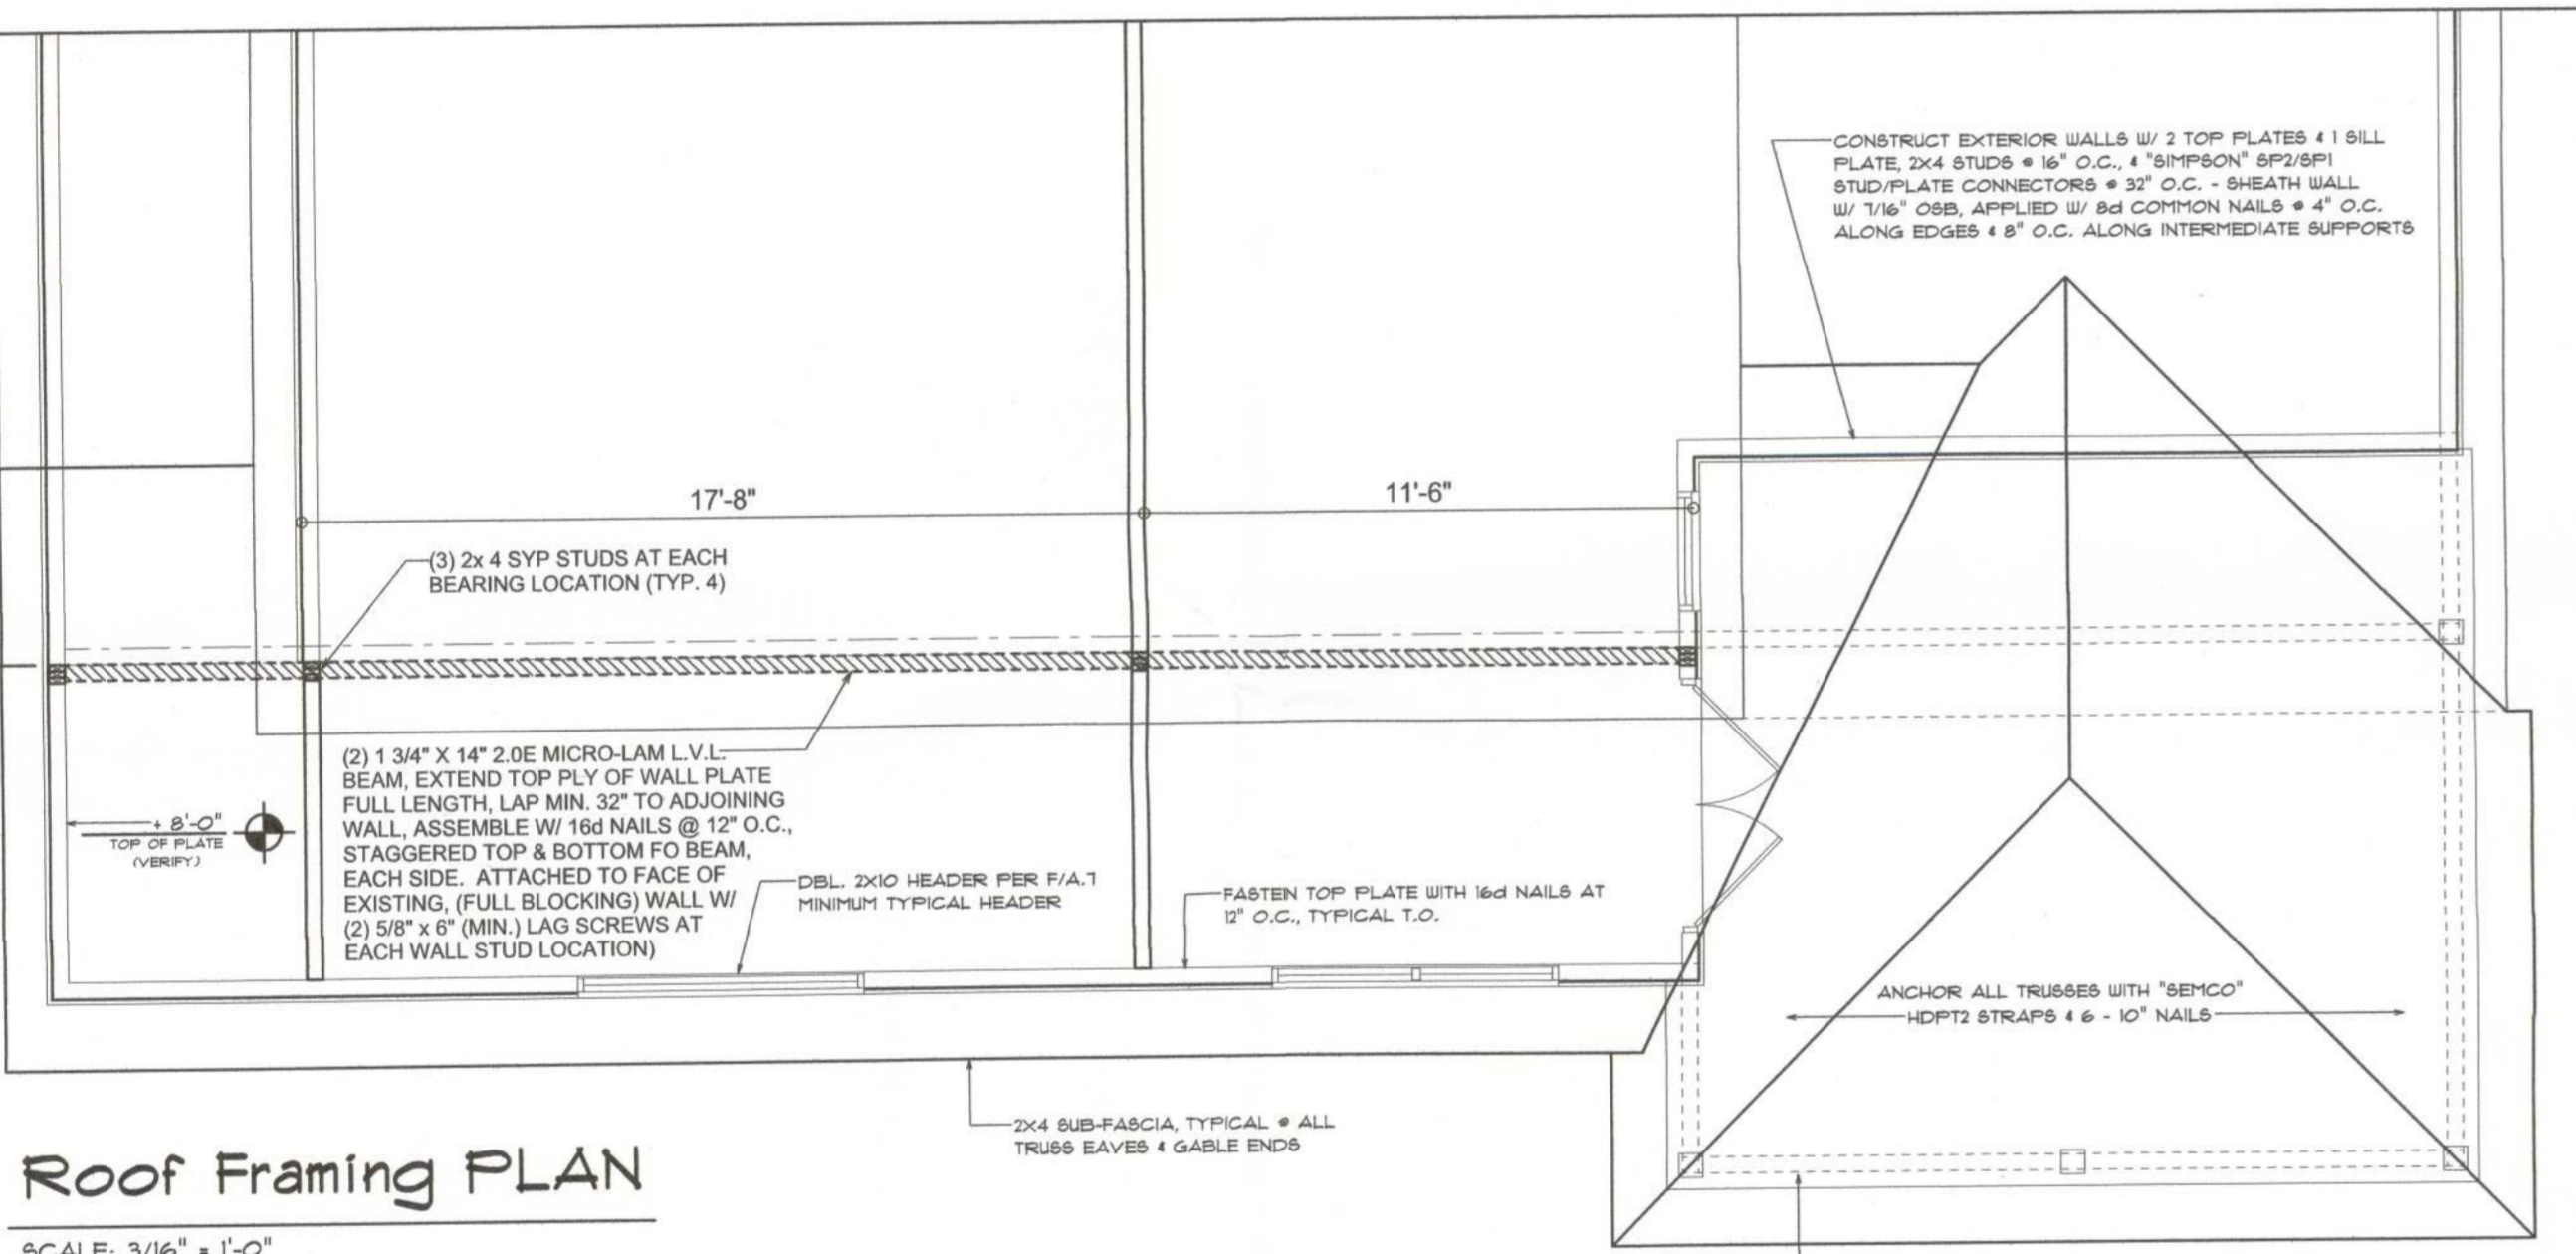 CONSTRUCT EXTERIOR WALLS W/ 2 TOP PLATES & 1 SILL
PLATE, 2X4 STUDS @ 16" O.C., & "SIMPSON" SP2/SP1
STUD/PLATE CONNECTORS @ 32" O.C. - SHEATH WALL
W/ 7/16" OSB, APPLIED W/ 8d COMMON NAILS @ 4" O.C.
ALONG EDGES & 8" O.C. ALONG INTERMEDIATE SUPPORTS
17'-8"
11'-6"
(3) 2x 4 SYP STUDS AT EACH
BEARING LOCATION (TYP. 4)
(2) 1 3/4" X 14" 2.0E MICRO-LAM L.V.L.
BEAM, EXTEND TOP PLY OF WALL PLATE
FULL LENGTH, LAP MIN. 32" TO ADJOINING
WALL, ASSEMBLE W/ 16d NAILS @ 12" O.C.,
STAGGERED TOP & BOTTOM FO BEAM,
EACH SIDE. ATTACHED TO FACE OF
EXISTING, (FULL BLOCKING) WALL W/
(2) 5/8" x 6" (MIN.) LAG SCREWS AT
EACH WALL STUD LOCATION)
+ 8'-0"
TOP OF PLATE
(VERIFY)
DBL. 2X10 HEADER PER F/A.7
MINIMUM TYPICAL HEADER
FASTEN TOP PLATE WITH 16d NAILS AT
12" O.C., TYPICAL T.O.
ANCHOR ALL TRUSSES WITH "SEMCO"
HDPT2 STRAPS & 6 - 10" NAILS
2X4 SUB-FASCIA, TYPICAL @ ALL
TRUSS EAVES & GABLE ENDS
Roof Framing PLAN
SCALE: 3/16" = 1'-0"